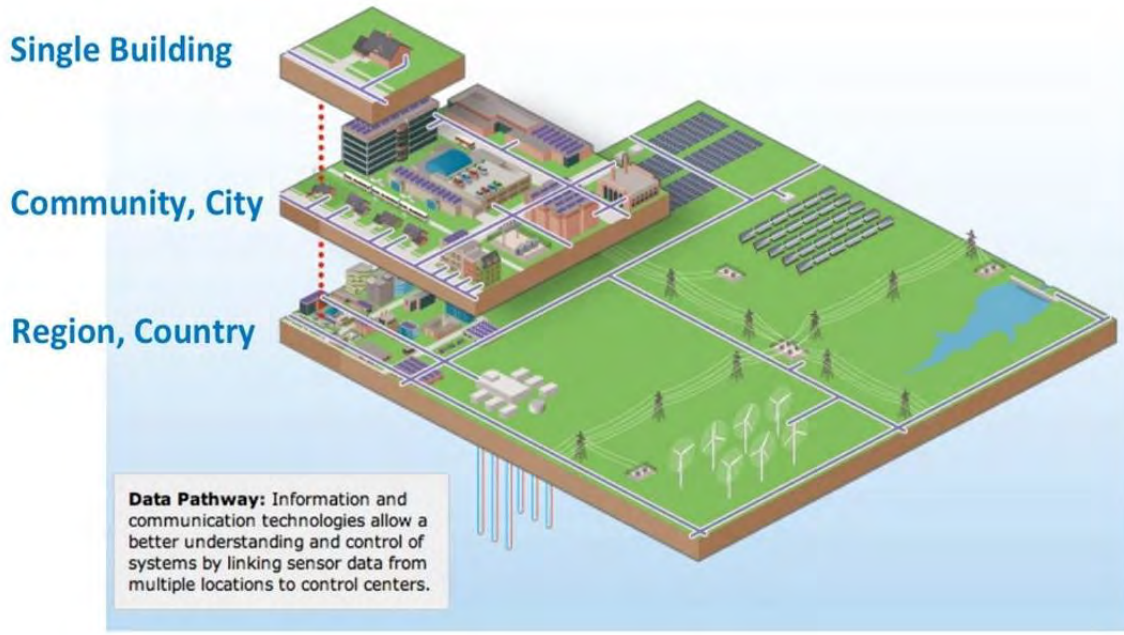 Single Building
Community, City
Region, Country
Data Pathway: Information and
communication technologies allow a
better understanding and control of
systems by linking sensor data from
multiple locations to control centers.